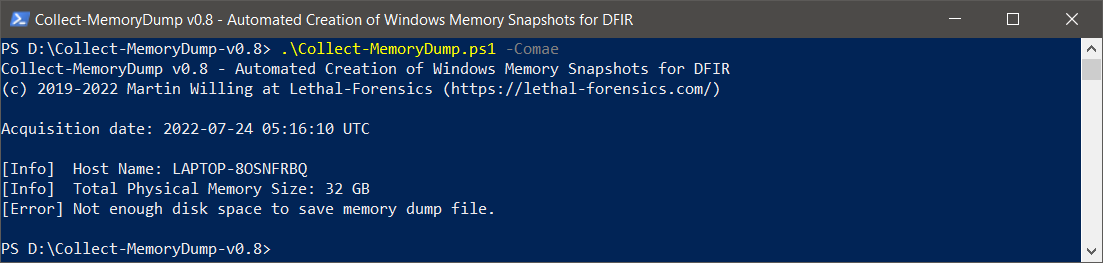 Collect-MemoryDump v0.8 - Automated Creation of Windows Memory Snapshots for DFIR
PS D:\Collect-MemoryDump-v0.8> .\Collect-MemoryDump.ps1 -Comae
Collect-MemoryDump v0.8 - Automated Creation of Windows Memory Snapshots for DFIR
(c) 2019-2022 Martin Willing at Lethal-Forensics (https://lethal-forensics.com/)
Acquisition date: 2022-07-24 05:16:10 UTC
[Info]  Host Name: LAPTOP-8OSNFRBQ
[Info]  Total Physical Memory Size: 32 GB
[Error] Not enough disk space to save memory dump file.
PS D:\Collect-MemoryDump-v0.8>